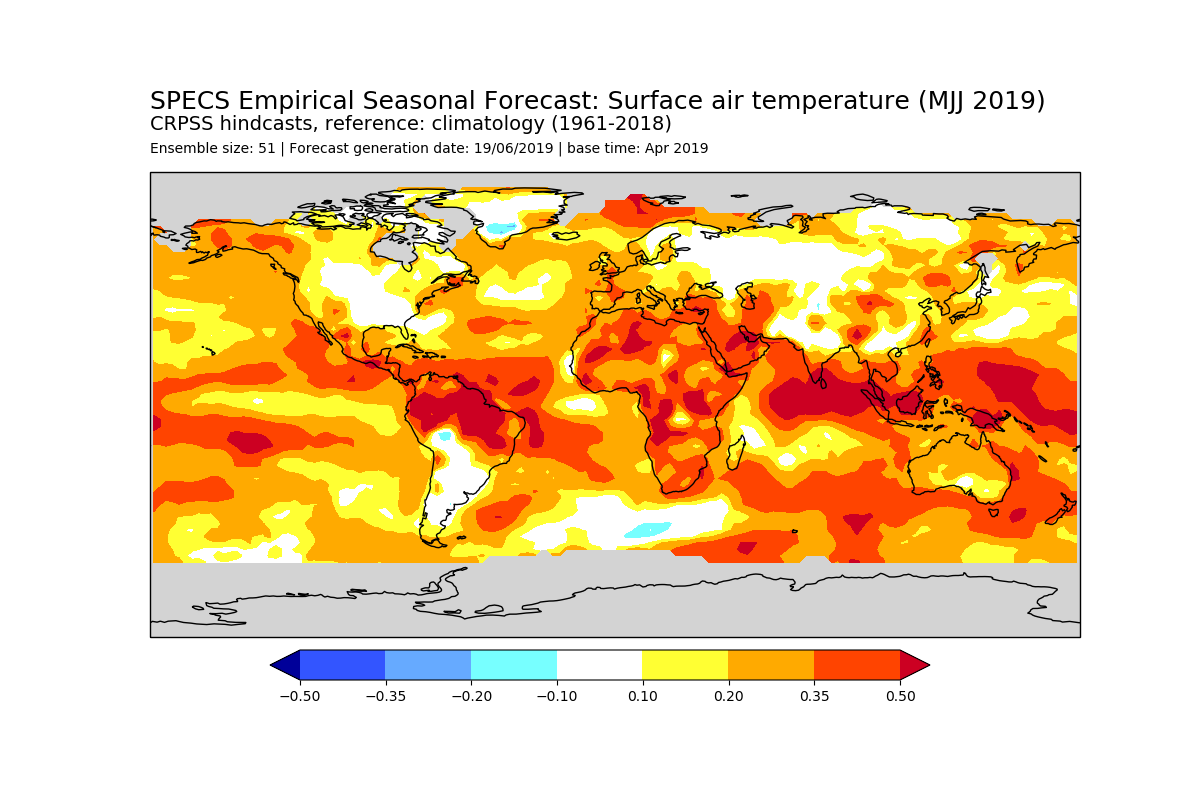 SPECS Empirical Seasonal Forecast: Surface air temperature (MJJ 2019)
CRPSS hindcasts, reference: climatology (1961-2018)
Ensemble size: 51 | Forecast generation date: 19/06/2019 | base time: Apr 2019
−0.50 −0.35 −0.20 −0.10 0.10 0.20 0.35 0.50